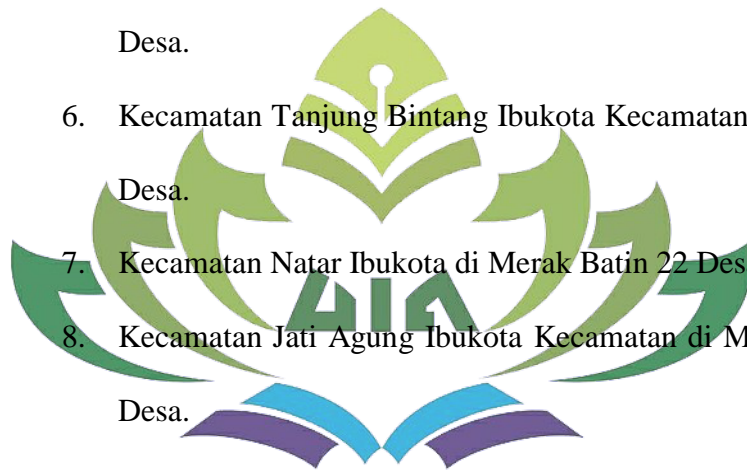 Desa.
6. Kecamatan Tanjung Bintang Ibukota Kecamatan
Desa.
7. Kecamatan Natar Ibukota di Merak Batin 22
8. Kecamatan Jati Agung Ibukota Kecamatan di
Desa.